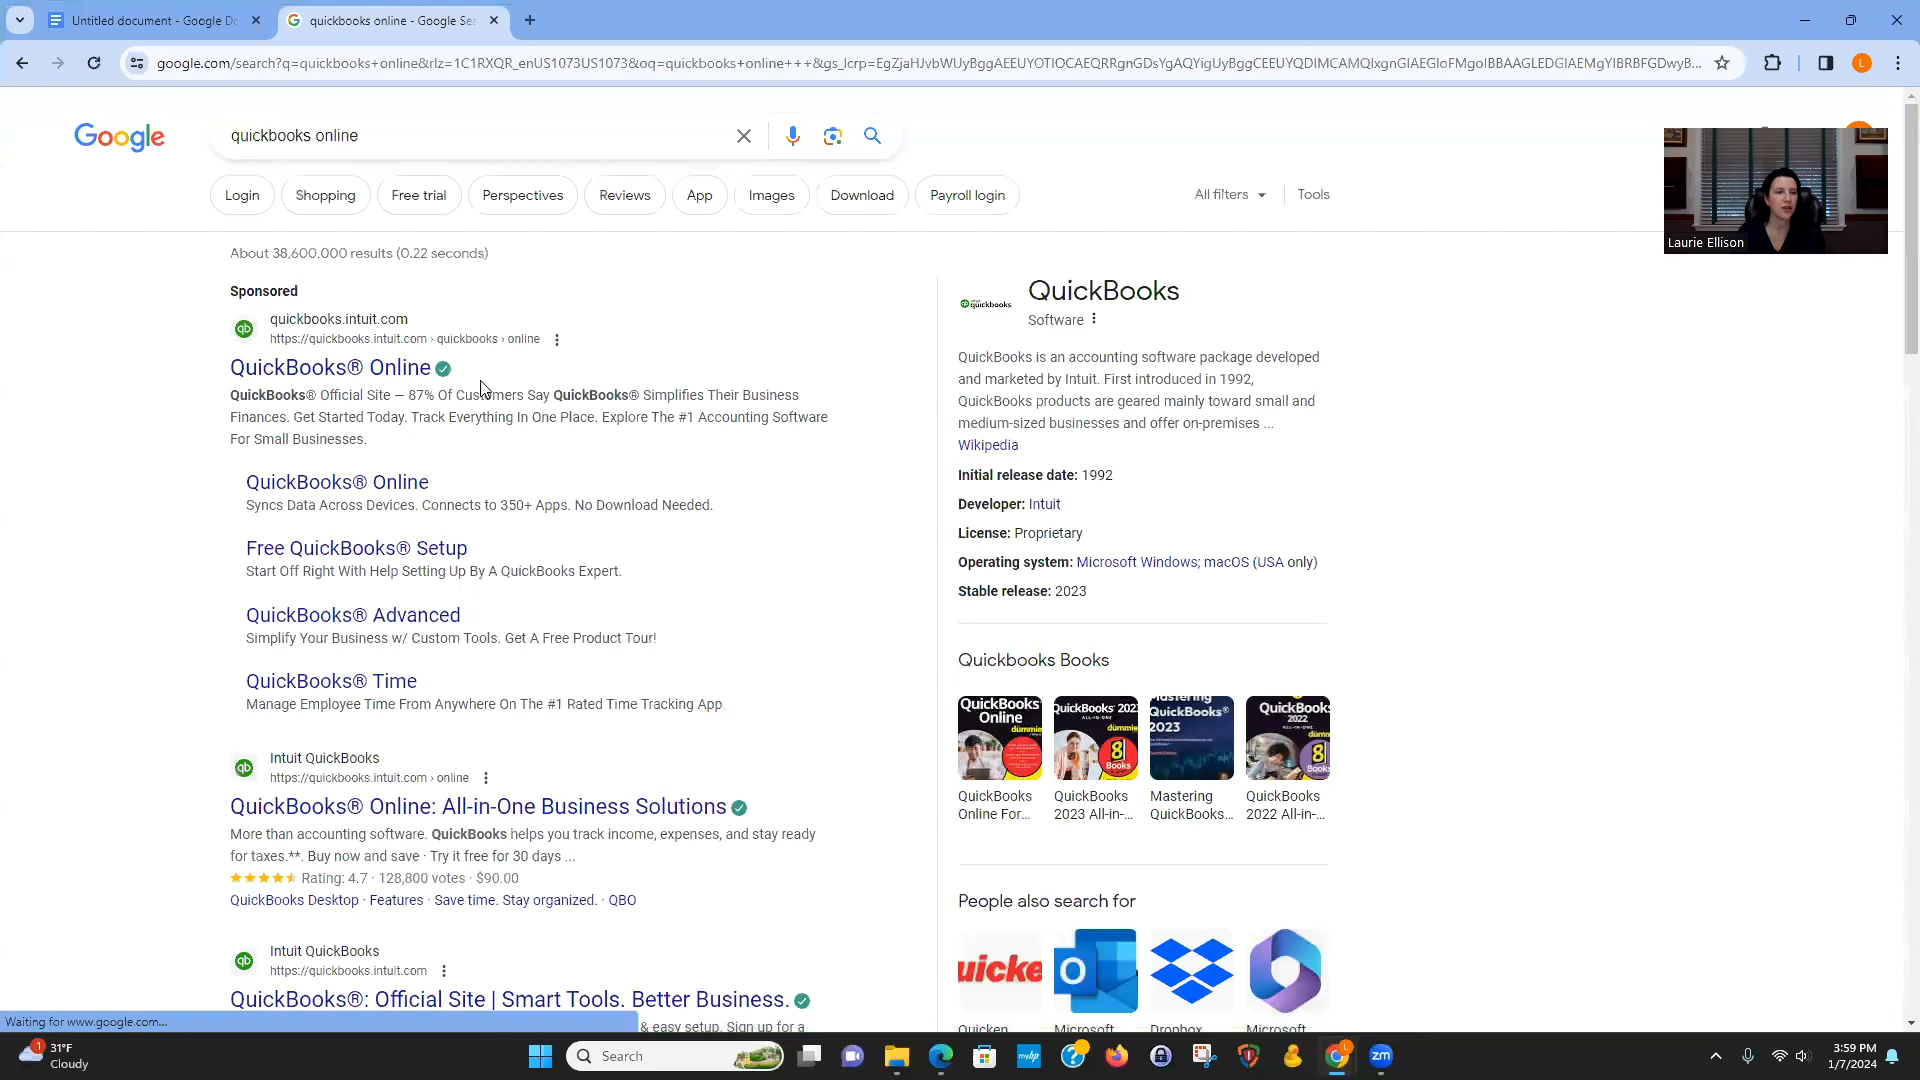 Untitled document - Google Do
quickbooks online - Google Sea
google.com/search?q=quickbooks+online&rlz=1C1RXQR_enUS1073US1073&oq=quickbooks+online+++&gs_lcrp=
Google
quickbooks online
Login
Shopping
Free trial
Perspectives
Reviews
App
Images
Download
Payroll login
All filters
Tools
Laurie Ellison
About 38,600,000 results (0.22 seconds)
Sponsored
quickbooks.intuit.com
https://quickbooks.intuit.com › quickbooks › online
QuickBooks® Online
QuickBooks® Official Site — 87% Of Customers Say QuickBooks® Simplifies Their Business
Finances. Get Started Today. Track Everything In One Place. Explore The #1 Accounting Software
For Small Businesses.
QuickBooks® Online
Syncs Data Across Devices. Connects to 350+ Apps. No Download Needed.
Free QuickBooks® Setup
Start Off Right With Help Setting Up By A QuickBooks Expert.
QuickBooks® Advanced
Simplify Your Business w/ Custom Tools. Get A Free Product Tour!
QuickBooks® Time
Manage Employee Time From Anywhere On The #1 Rated Time Tracking App
Intuit QuickBooks
https://quickbooks.intuit.com › online
QuickBooks® Online: All-in-One Business Solutions
More than accounting software. QuickBooks helps you track income, expenses, and stay ready
for taxes.**. Buy now and save · Try it free for 30 days ...
Rating: 4.7 · 128,800 votes · $90.00
QuickBooks Desktop · Features · Save time. Stay organized. · QBO
Intuit QuickBooks
https://quickbooks.intuit.com
QuickBooks®: Official Site | Smart Tools. Better Business.
& easy setup. Sign up for a
Waiting for www.google.com...
quickbooks
QuickBooks
Software
QuickBooks is an accounting software package developed
and marketed by Intuit. First introduced in 1992,
QuickBooks products are geared mainly toward small and
medium-sized businesses and offer on-premises ...
Wikipedia
Initial release date: 1992
Developer: Intuit
License: Proprietary
Operating system: Microsoft Windows; macOS (USA only)
Stable release: 2023
Quickbooks Books
QuickBooks Online For...
QuickBooks 2023 All-in-...
Mastering QuickBooks...
QuickBooks 2022 All-in-...
People also search for
Quicken
Microsoft
Dropbox
Microsoft
31°F
Cloudy
Search
3:59 PM
1/7/2024